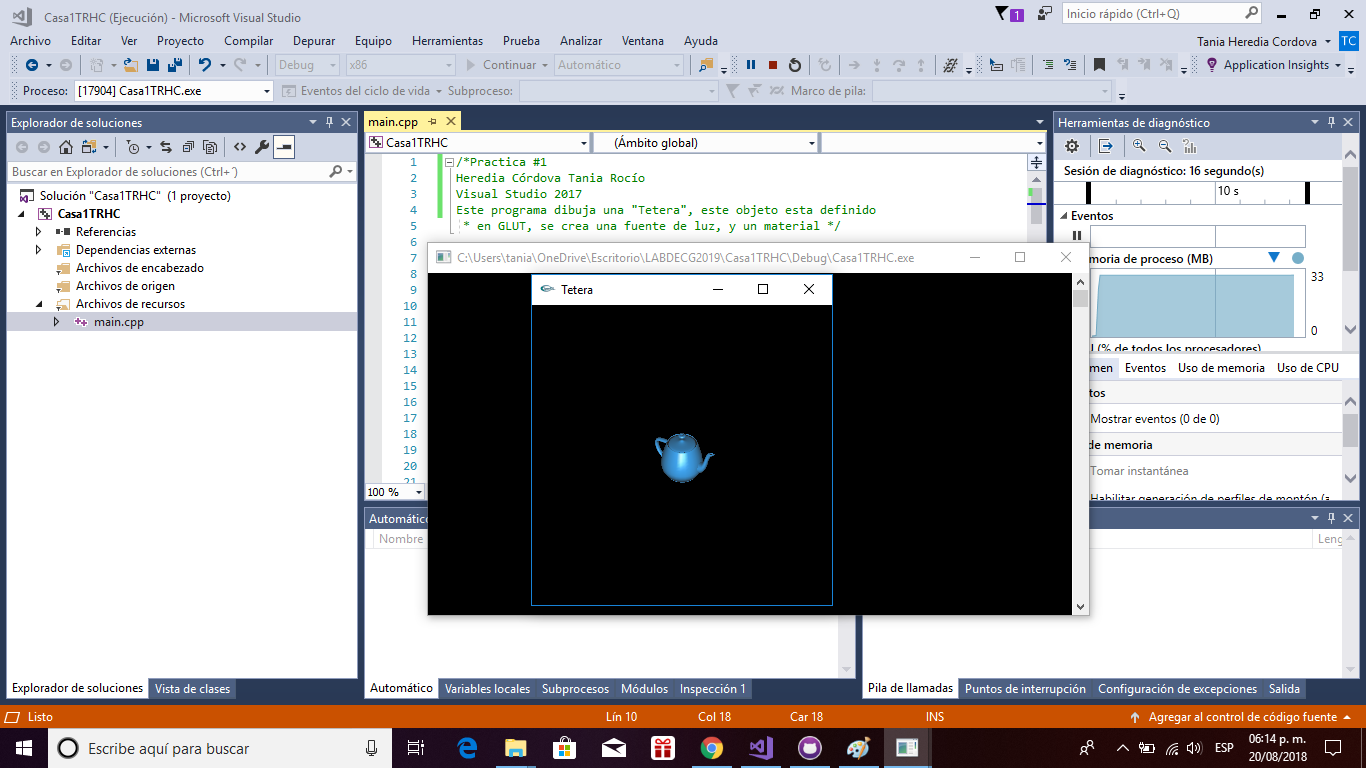 Casa1TRHC (Ejecución) - Microsoft Visual Studio
1
Inicio rápido (Ctrl+Q)
Archivo Editar Ver Proyecto Compilar Depurar Equipo Herramientas Prueba Analizar Ventana Ayuda
Tania Heredia Cordova TC
Debug x86 Continuar Automático Application Insights
Proceso: [17904] Casa1TRHC.exe Eventos del ciclo de vida Subproceso: Marco de pila:
Explorador de soluciones
Buscar en Explorador de soluciones (Ctrl+´)
Solución "Casa1TRHC" (1 proyecto)
Casa1TRHC
Referencias
Dependencias externas
Archivos de encabezado
Archivos de origen
Archivos de recursos
main.cpp
Explorador de soluciones Vista de clases
main.cpp
Casa1TRHC (Ámbito global)
1 /*Practica #1
2 Heredia Córdova Tania Rocío
3 Visual Studio 2017
4 Este programa dibuja una "Tetera", este objeto esta definido
5 * en GLUT, se crea una fuente de luz, y un material */
6
7
8
9
10
11
12
13
14
15
16
17
18
19
20
21
100 %
C:\Users\tania\OneDrive\Escritorio\LABDECG2019\Casa1TRHC\Debug\Casa1TRHC.exe
Tetera
Herramientas de diagnóstico
Sesión de diagnóstico: 16 segundo(s)
10 s
Eventos
moria de proceso (MB)
33
0
(% de todos los procesadores)
men Eventos Uso de memoria Uso de CPU
tos
Mostrar eventos (0 de 0)
de memoria
Tomar instantánea
Habilitar generación de perfiles de montón (a
Automático
Nombre
Leng
Automático Variables locales Subprocesos Módulos Inspección 1
Pila de llamadas Puntos de interrupción Configuración de excepciones Salida
Listo Lín 10 Col 18 Car 18 INS Agregar al control de código fuente
Escribe aquí para buscar
ESP
06:14 p. m.
20/08/2018